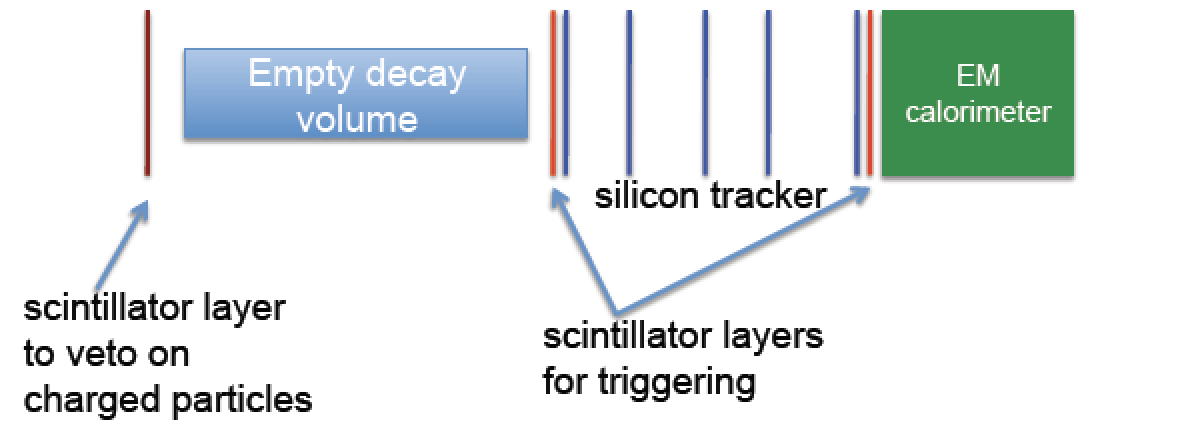 Empty decay
volume
EM
calorimeter
silicon tracker
scintillator layer
to veto on
charged particles
scintillator layers
for triggering